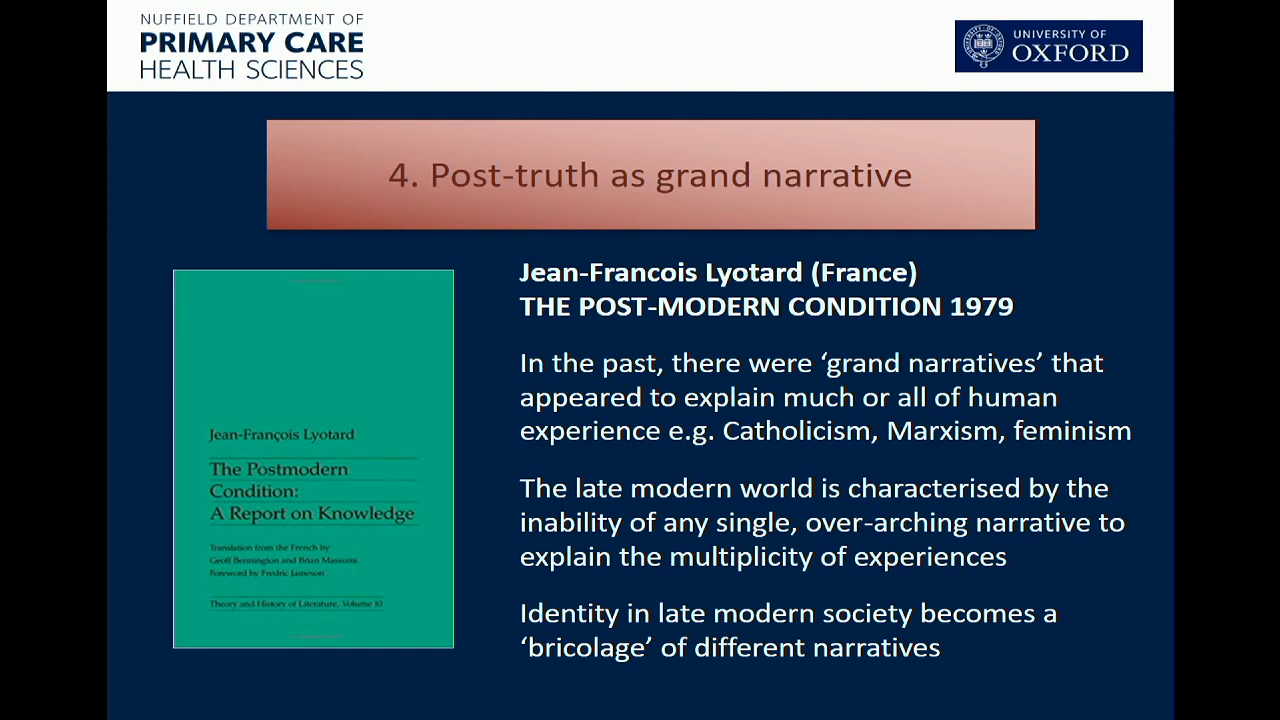 NUFFIELD DEPARTMENT OF
PRIMARY CARE
HEALTH SCIENCES
UNIVERSITY OF
OXFORD
4. Post-truth as grand narrative
Jean-François Lyotard
The Postmodern
Condition:
A Report on Knowledge
Translation from the French by
Geoff Bennington and Brian Massumi
Foreword by Fredric Jameson
Theory and History of Literature, Volume 10
Jean-Francois Lyotard (France)
THE POST-MODERN CONDITION 1979
In the past, there were ‘grand narratives’ that
appeared to explain much or all of human
experience e.g. Catholicism, Marxism, feminism
The late modern world is characterised by the
inability of any single, over-arching narrative to
explain the multiplicity of experiences
Identity in late modern society becomes a
‘bricolage’ of different narratives